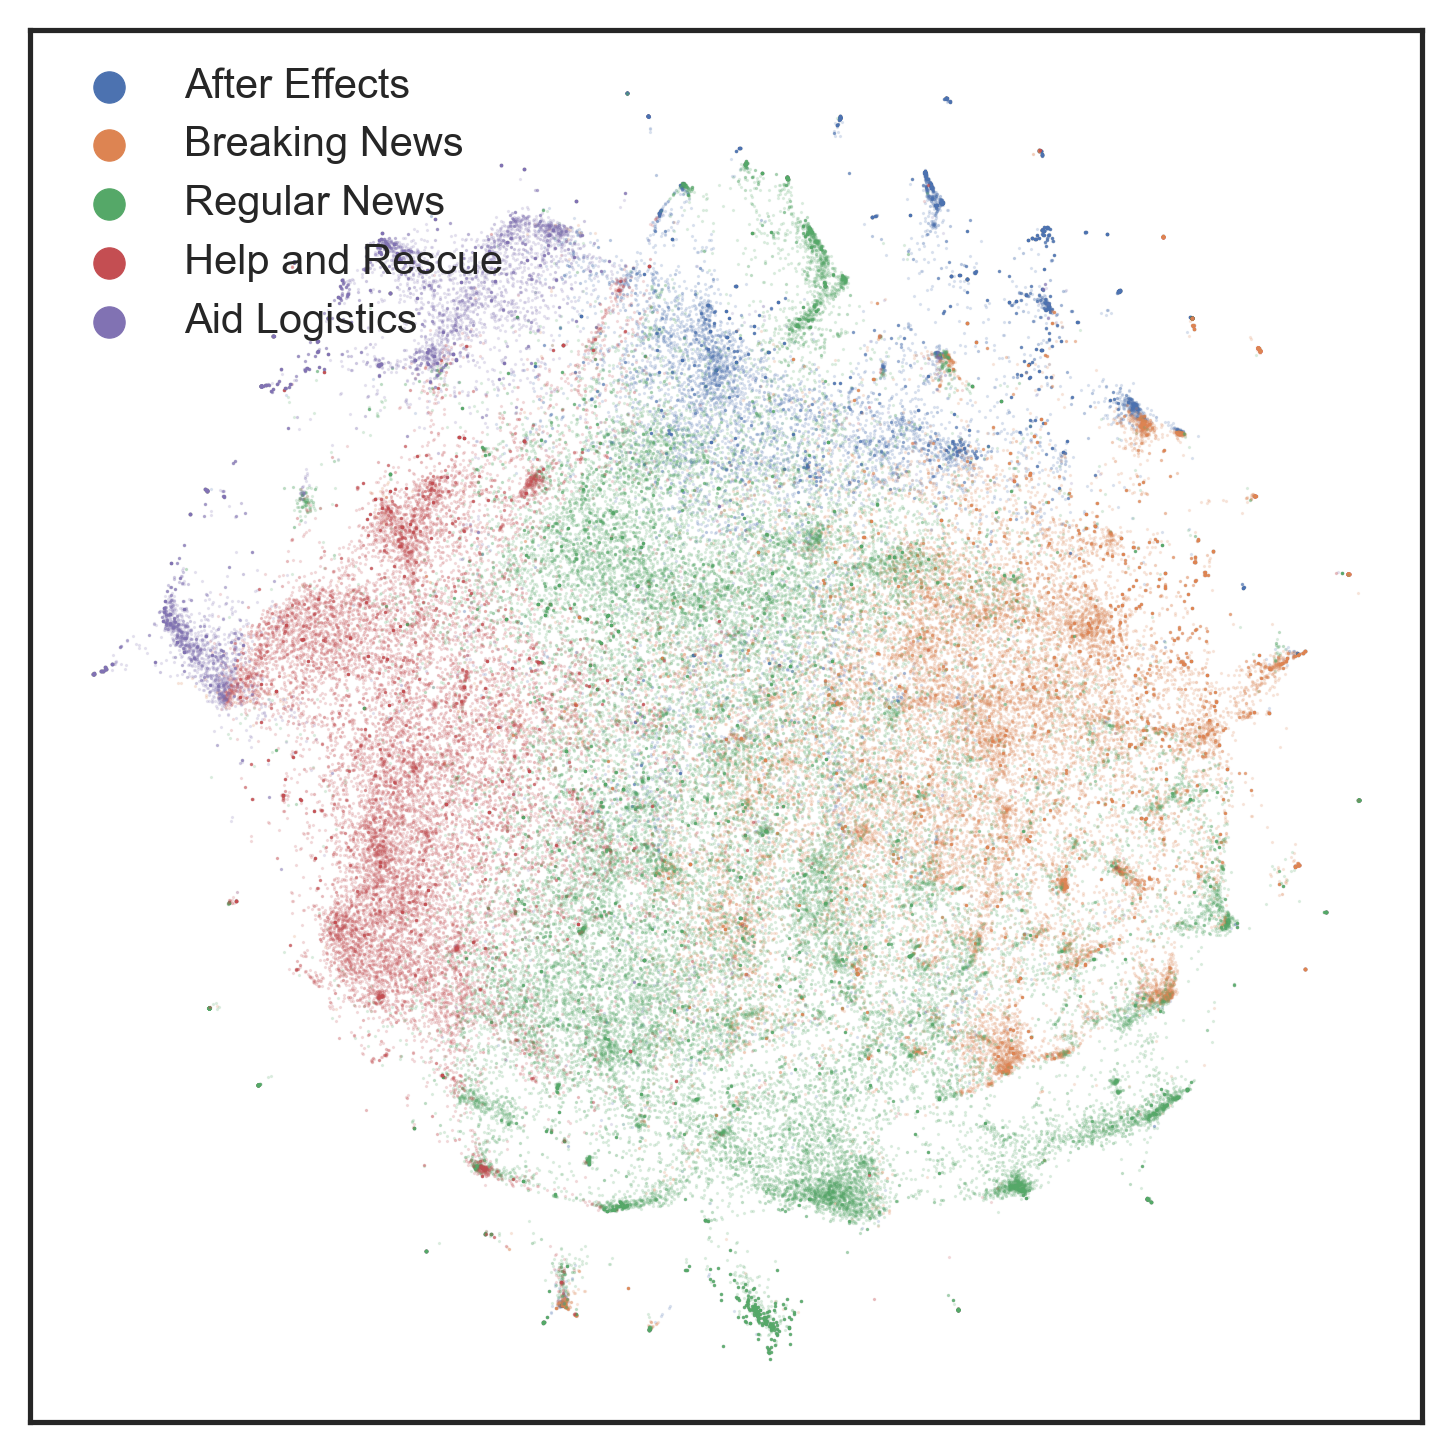 After Effects
Breaking News
Regular News
Help and Rescue
Aid Logistics